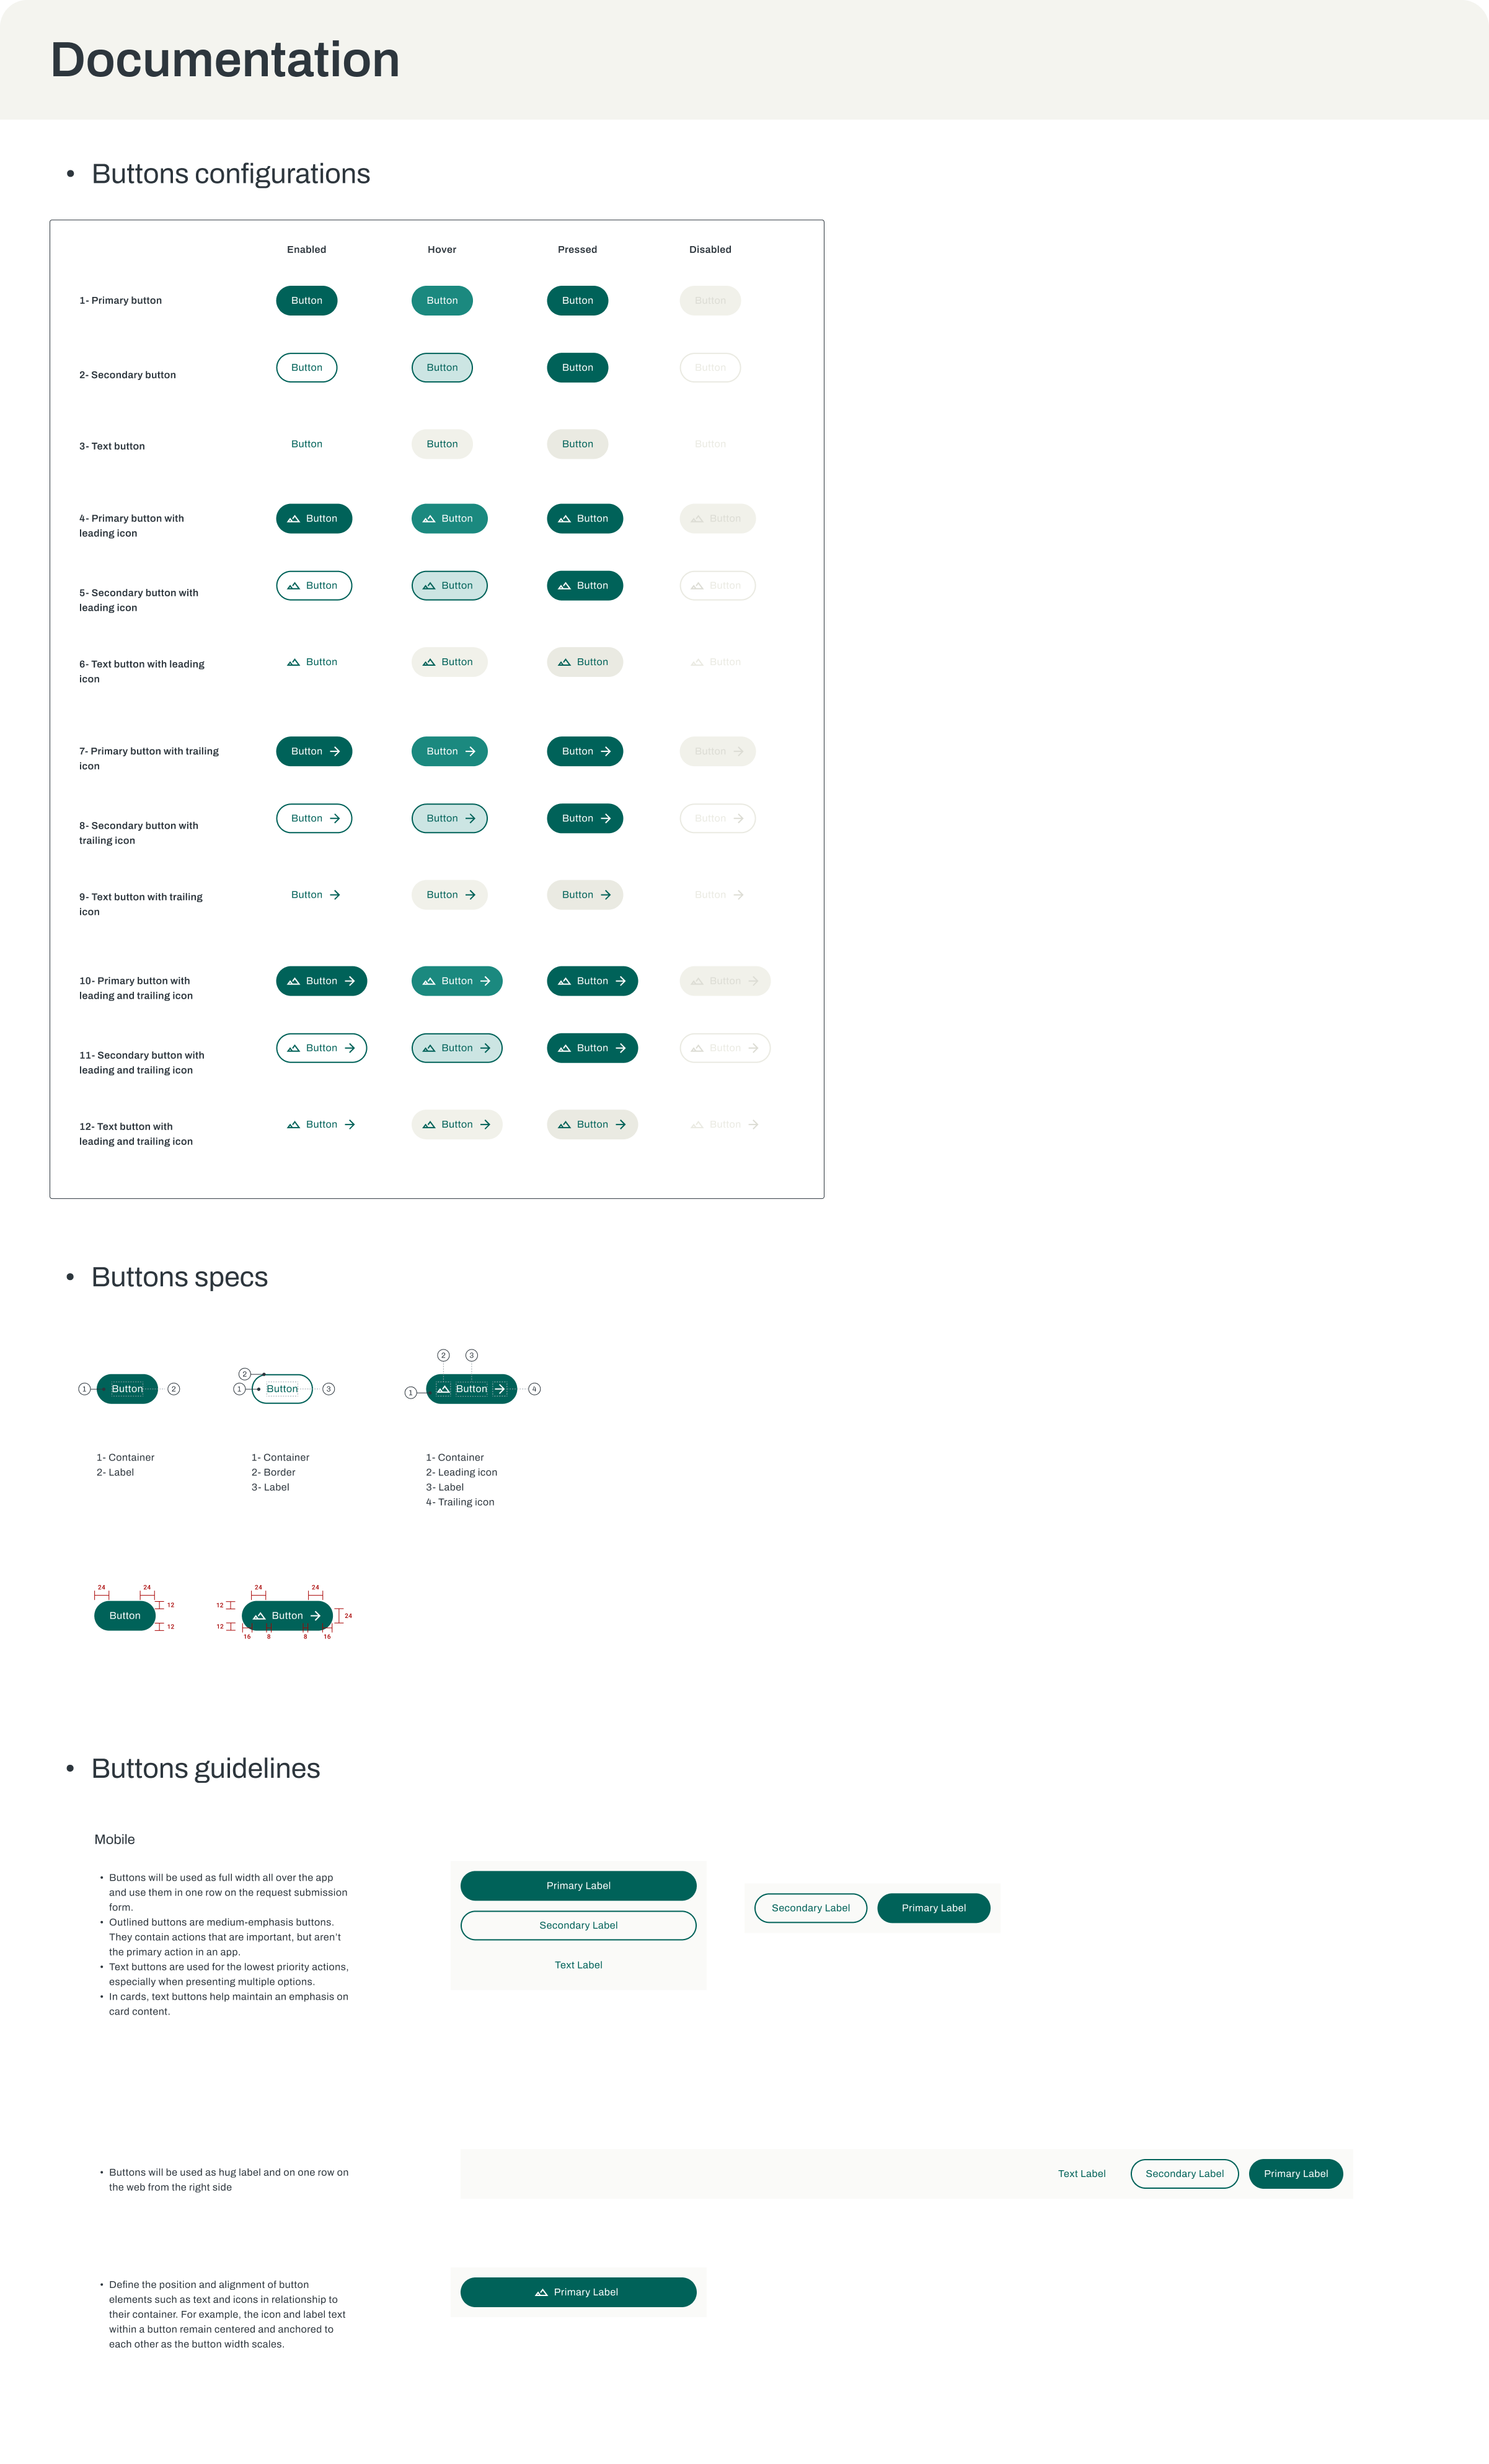 Documentation
• Buttons configurations
Enabled Hover Pressed Disabled
1- Primary button Button Button Button Button
2- Secondary button Button Button Button Button
3- Text button Button Button Button Button
4- Primary button with
leading icon
Button Button Button Button
5- Secondary button with
leading icon
Button Button Button Button
6- Text button with leading
icon
Button Button Button Button
7- Primary button with trailing
icon
Button Button Button Button
8- Secondary button with
trailing icon
Button Button Button Button
9- Text button with trailing
icon
Button Button Button Button
10- Primary button with
leading and trailing icon
Button Button Button Button
11- Secondary button with
leading and trailing icon
Button Button Button Button
12- Text button with
leading and trailing icon
Button Button Button Button
• Buttons specs
1 Button 2
2
1 Button 3
2 3
1 Button 4
1- Container
2- Label
1- Container
2- Border
3- Label
1- Container
2- Leading icon
3- Label
4- Trailing icon
24 24
12
Button
12
24 24
12
Button 24
12
16 8 8 16
• Buttons guidelines
Mobile
• Buttons will be used as full width all over the app
and use them in one row on the request submission
form.
• Outlined buttons are medium-emphasis buttons.
They contain actions that are important, but aren’t
the primary action in an app.
• Text buttons are used for the lowest priority actions,
especially when presenting multiple options.
• In cards, text buttons help maintain an emphasis on
card content.
Primary Label
Secondary Label
Text Label
Secondary Label Primary Label
• Buttons will be used as hug label and on one row on
the web from the right side
Text Label Secondary Label Primary Label
• Define the position and alignment of button
elements such as text and icons in relationship to
their container. For example, the icon and label text
within a button remain centered and anchored to
each other as the button width scales.
Primary Label